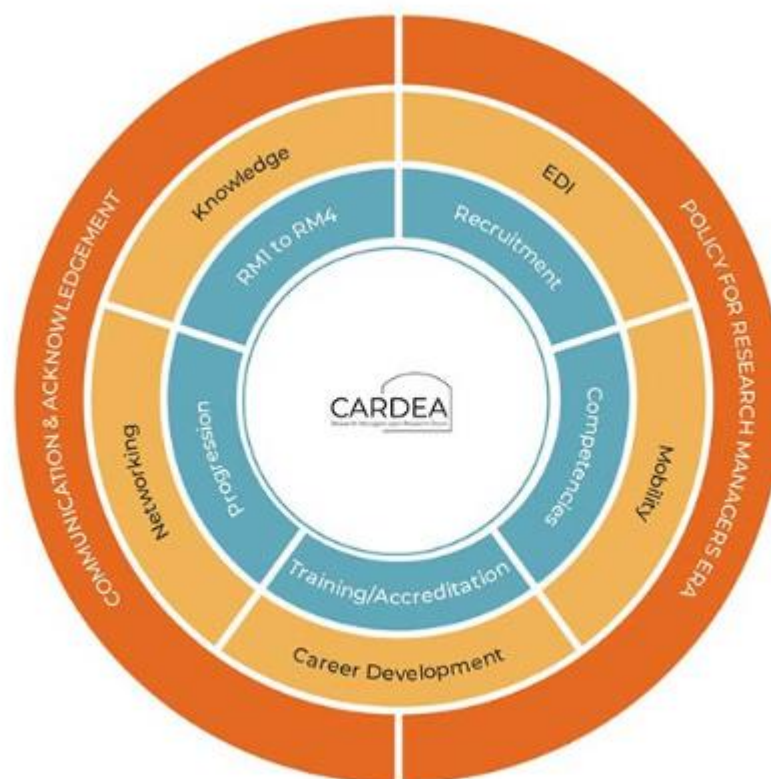 COMMUNICATION & ACKNOWLEDGEMENT
POLICY FOR RESEARCH MANAGERS ERA
Knowledge
EDI
Mobility
Career Development
Networking
RM1 to RM4
Recruitment
Competencies
Training/Accreditation
Progression
CARDEA